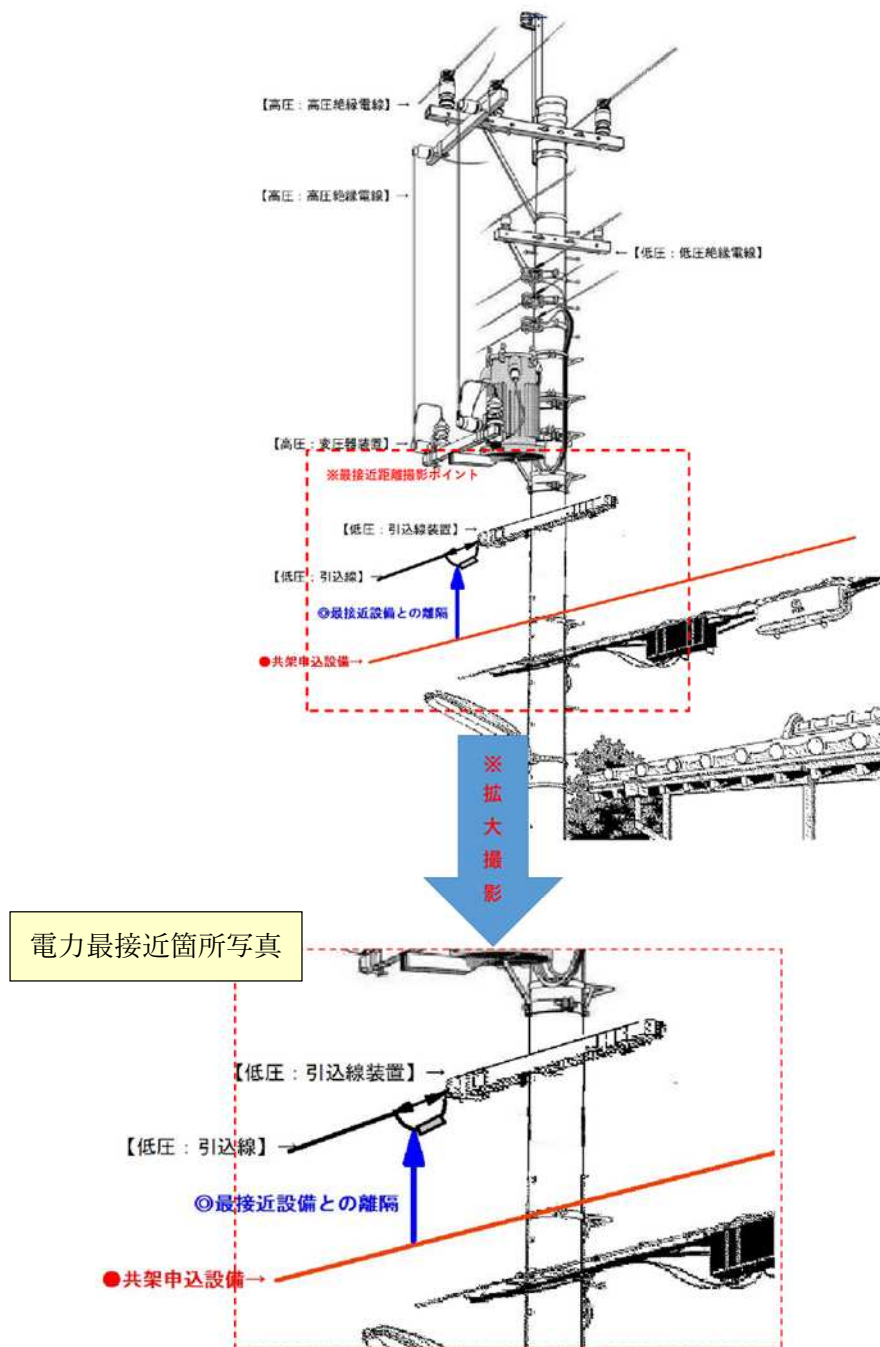 【高圧：高圧絶縁電線】→
【高圧：高圧絶縁電線】→
←【低圧：低圧絶縁電線】
【高圧：変圧器装置】→
※最接近距離撮影ポイント
【低圧：引込線装置】→
【低圧：引込線】→
◎最接近設備との離隔
●共架申込設備→
※拡大撮影
電力最接近箇所写真
【低圧：引込線装置】→
【低圧：引込線】→
◎最接近設備との離隔
●共架申込設備→